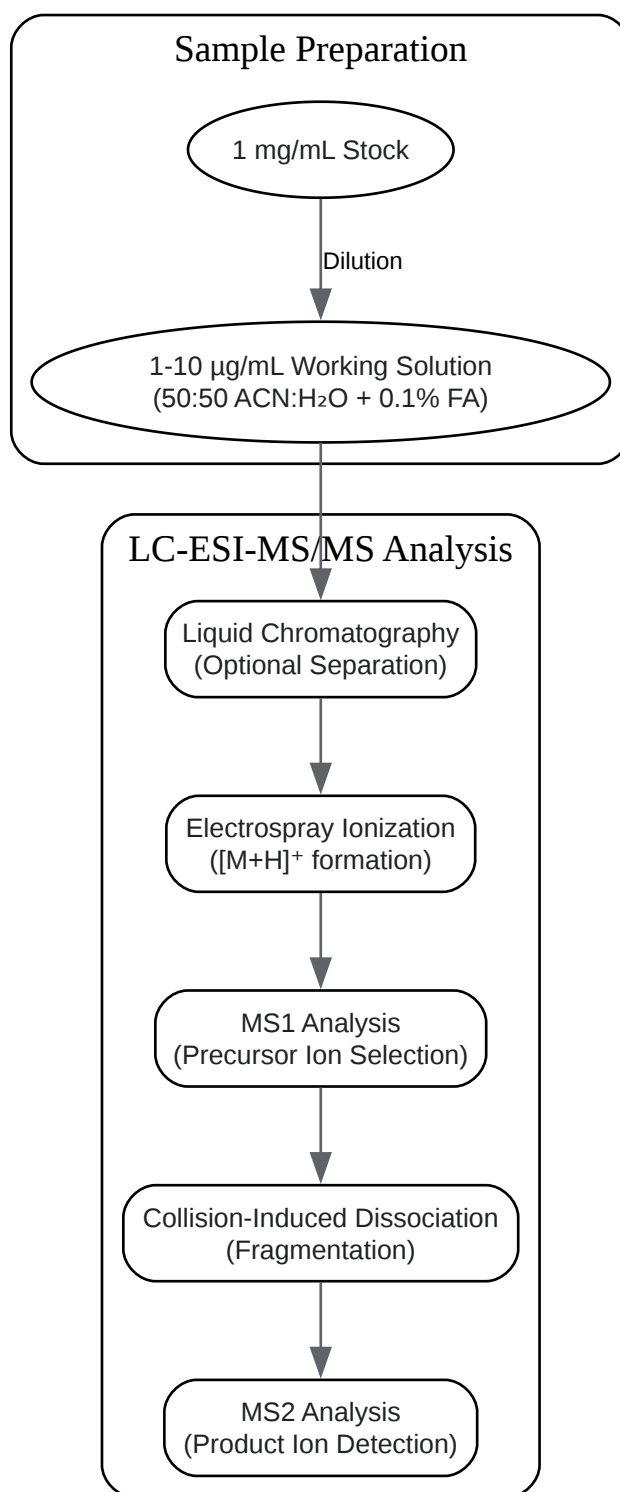 Sample Preparation
1 mg/mL Stock
Dilution
1-10 µg/mL Working Solution
(50:50 ACN:H₂O + 0.1% FA)
LC-ESI-MS/MS Analysis
Liquid Chromatography
(Optional Separation)
Electrospray Ionization
([M+H]⁺ formation)
MS1 Analysis
(Precursor Ion Selection)
Collision-Induced Dissociation
(Fragmentation)
MS2 Analysis
(Product Ion Detection)